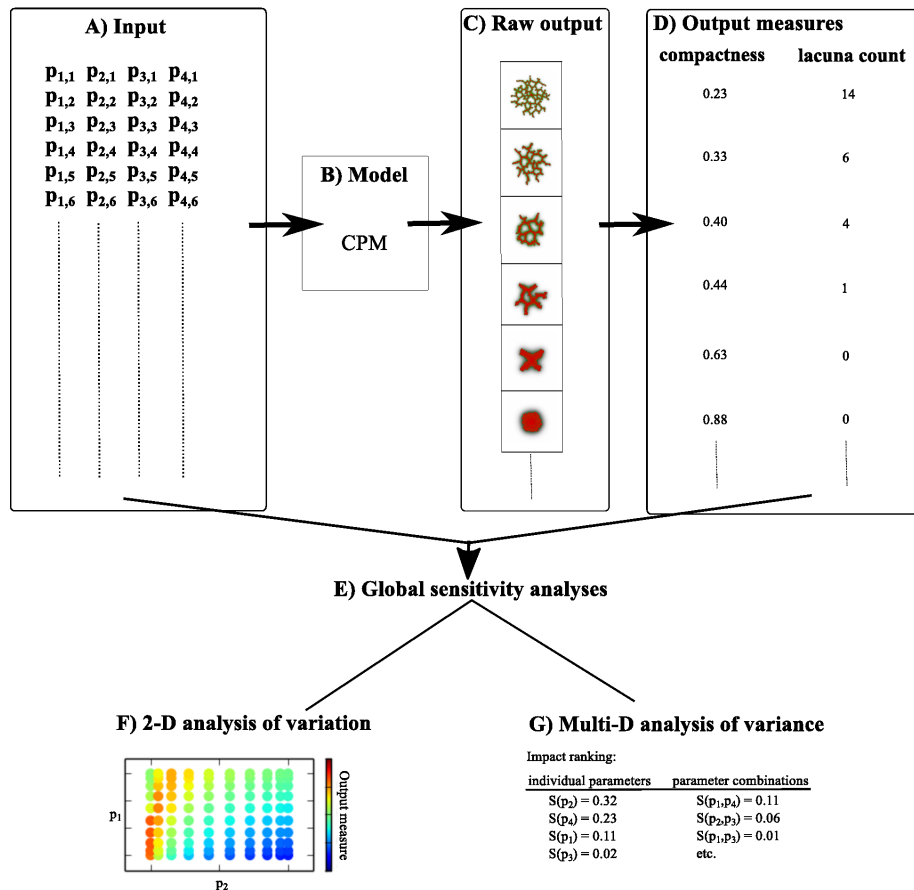 A) Input
p1,1 p2,1 p3,1 p4,1
p1,2 p2,2 p3,2 p4,2
p1,3 p2,3 p3,3 p4,3
p1,4 p2,4 p3,4 p4,4
p1,5 p2,5 p3,5 p4,5
p1,6 p2,6 p3,6 p4,6
B) Model
CPM
C) Raw output
D) Output measures
compactness lacuna count
0.23 14
0.33 6
0.40 4
0.44 1
0.63 0
0.88 0
E) Global sensitivity analyses
F) 2-D analysis of variation
p1
p2
Output measure
G) Multi-D analysis of variance
Impact ranking:
individual parameters parameter combinations
S(p2) = 0.32 S(p1,p4) = 0.11
S(p4) = 0.23 S(p2,p3) = 0.06
S(p1) = 0.11 S(p1,p3) = 0.01
S(p3) = 0.02 etc.